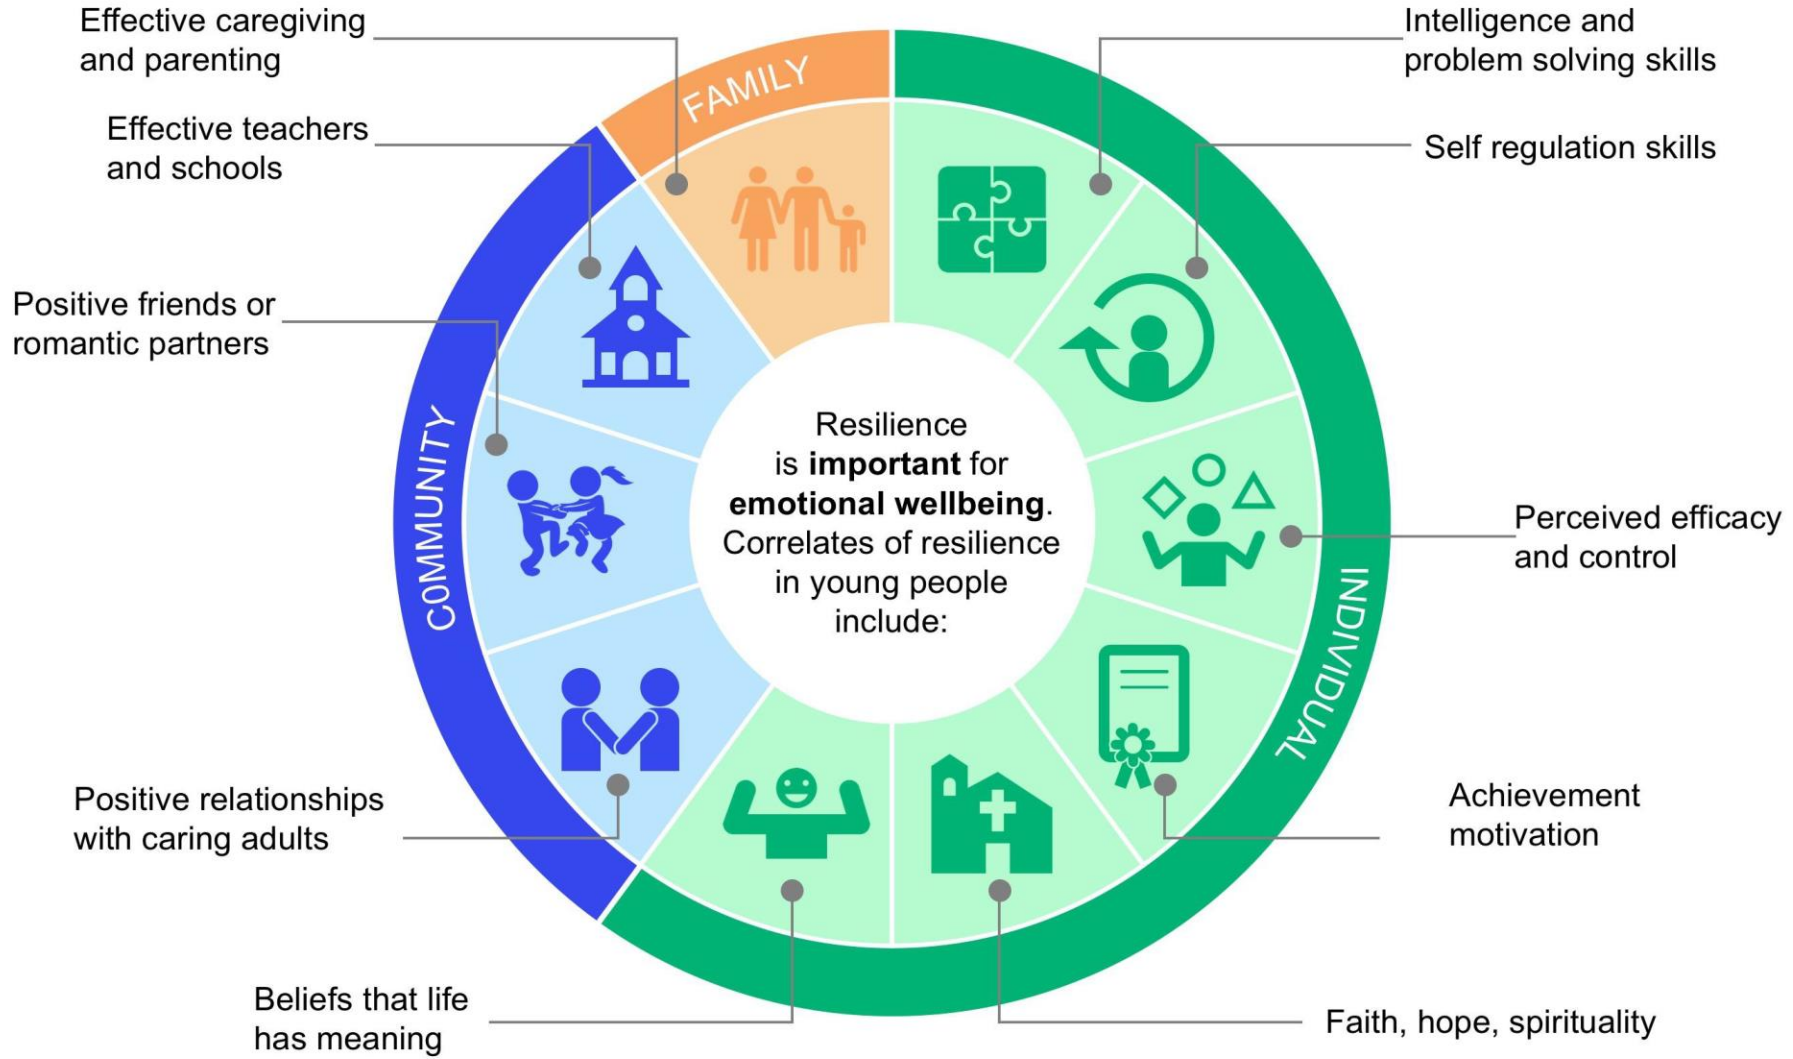 Effective caregiving
and parenting
Effective teachers
and schools
Positive friends or
romantic partners
Positive relationships
with caring adults
Beliefs that life
has meaning
Intelligence and
problem solving skills
Self regulation skills
Perceived efficacy
and control
Achievement
motivation
Faith, hope, spirituality
FAMILY
COMMUNITY
INDIVIDUAL
Resilience
is important for
emotional wellbeing.
Correlates of resilience
in young people
include: